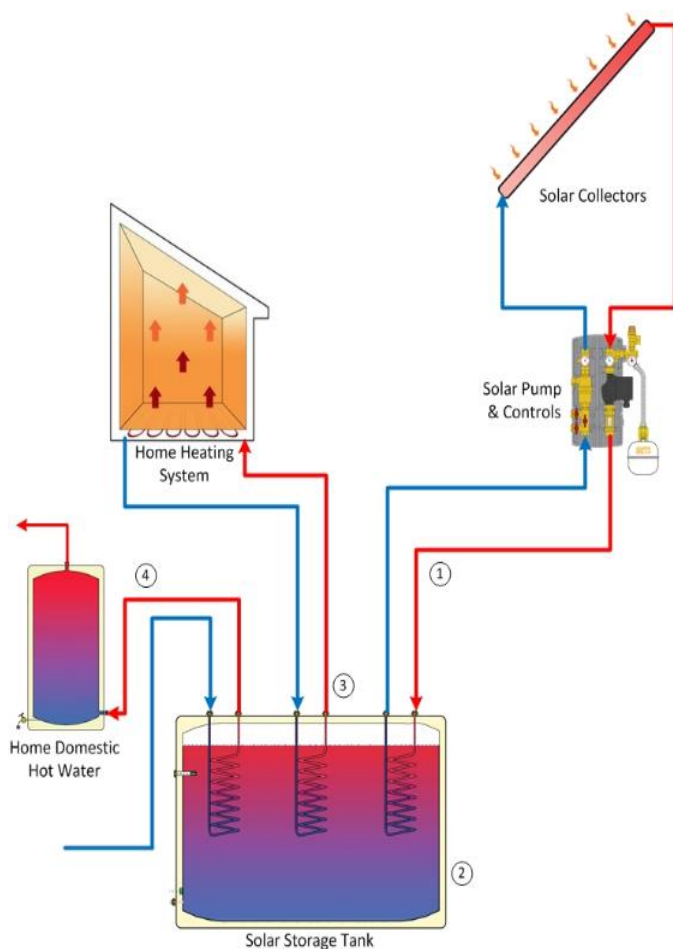 Solar Collectors
Solar Pump
& Controls
Home Heating
System
4
1
3
Home Domestic
Hot Water
2
Solar Storage Tank